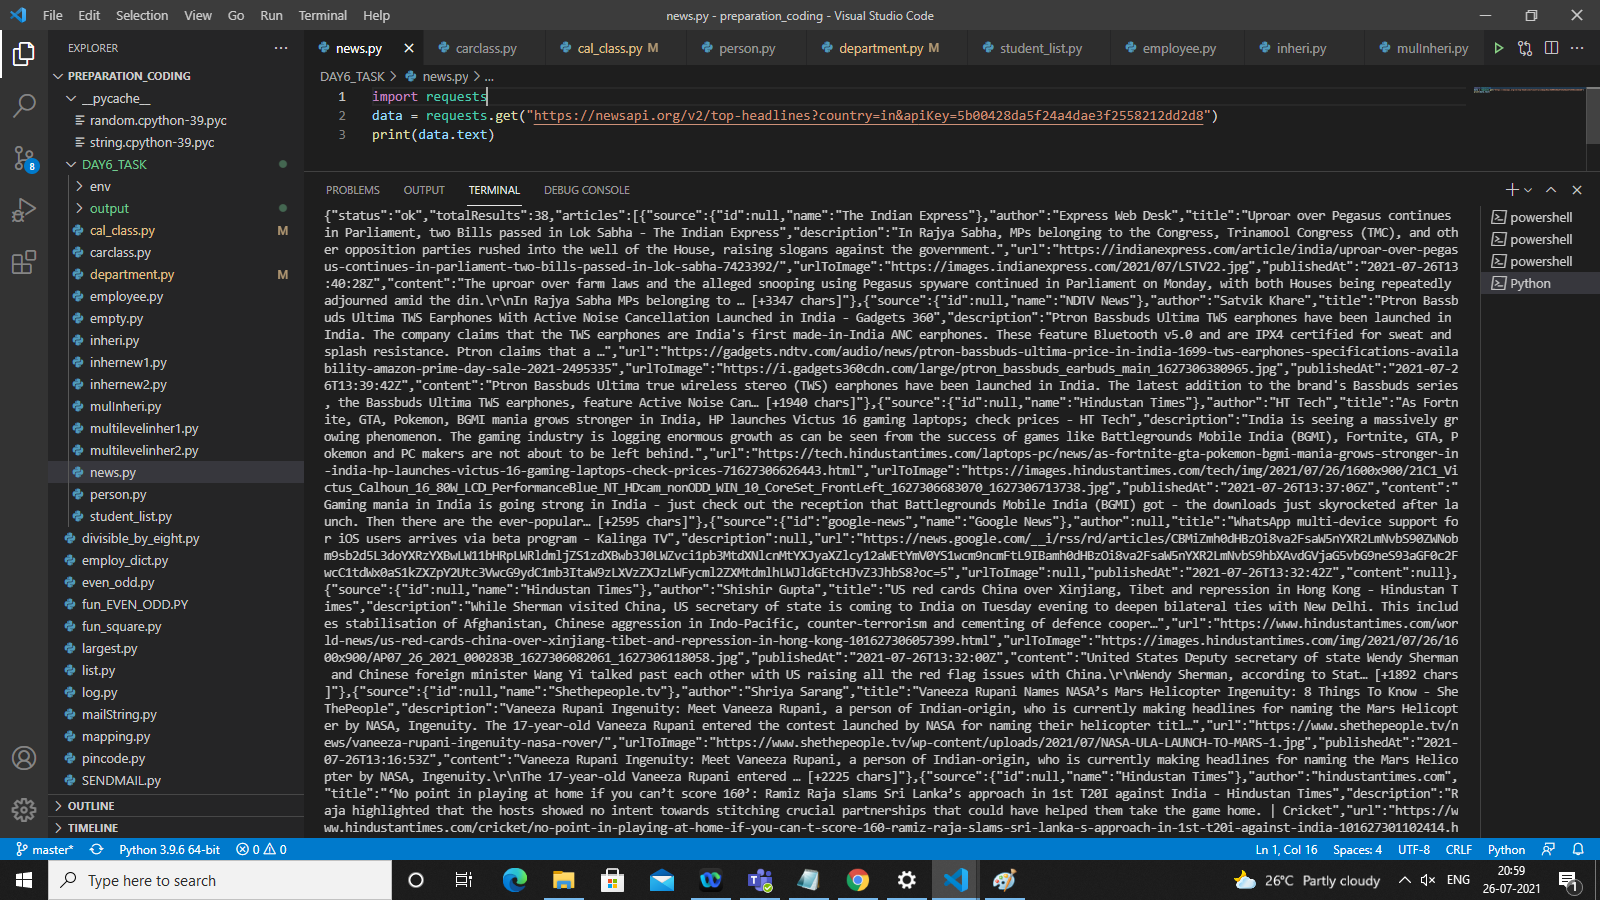 File Edit Selection View Go Run Terminal Help
news.py - preparation_coding - Visual Studio Code
EXPLORER
PREPARATION_CODING
__pycache__
random.cpython-39.pyc
string.cpython-39.pyc
DAY6_TASK
env
output
cal_class.py M
carclass.py
department.py M
employee.py
empty.py
inheri.py
inhernew1.py
inhernew2.py
mulInheri.py
multilevelinher1.py
multilevelinher2.py
news.py
person.py
student_list.py
divisible_by_eight.py
employ_dict.py
even_odd.py
fun_EVEN_ODD.PY
fun_square.py
largest.py
list.py
log.py
mailString.py
mapping.py
pincode.py
SENDMAIL.py
OUTLINE
TIMELINE
8
news.py carclass.py cal_class.py M person.py department.py M student_list.py employee.py inheri.py mulInheri.py
DAY6_TASK > news.py > ...
1 import requests
2 data = requests.get("https://newsapi.org/v2/top-headlines?country=in&apiKey=5b00428da5f24a4dae3f2558212dd2d8")
3 print(data.text)
PROBLEMS OUTPUT TERMINAL DEBUG CONSOLE
{"status":"ok","totalResults":38,"articles":[{"source":{"id":null,"name":"The Indian Express"},"author":"Express Web Desk","title":"Uproar over Pegasus continues
in Parliament, two Bills passed in Lok Sabha - The Indian Express","description":"In Rajya Sabha, MPs belonging to the Congress, Trinamool Congress (TMC), and oth
er opposition parties rushed into the well of the House, raising slogans against the government.","url":"https://indianexpress.com/article/india/uproar-over-pegas
us-continues-in-parliament-two-bills-passed-in-lok-sabha-7423392/","urlToImage":"https://images.indianexpress.com/2021/07/LSTV22.jpg","publishedAt":"2021-07-26T13
:40:28Z","content":"The uproar over farm laws and the alleged snooping using Pegasus spyware continued in Parliament on Monday, with both Houses being repeatedly
adjourned amid the din.\r\nIn Rajya Sabha MPs belonging to … [+3347 chars]"},{"source":{"id":null,"name":"NDTV News"},"author":"Satvik Khare","title":"Ptron Bassb
uds Ultima TWS Earphones With Active Noise Cancellation Launched in India - Gadgets 360","description":"Ptron Bassbuds Ultima TWS earphones have been launched in
India. The company claims that the TWS earphones are India's first made-in-India ANC earphones. These feature Bluetooth v5.0 and are IPX4 certified for sweat and
splash resistance. Ptron claims that a …","url":"https://gadgets.ndtv.com/audio/news/ptron-bassbuds-ultima-price-in-india-1699-tws-earphones-specifications-availa
bility-amazon-prime-day-sale-2021-2495335","urlToImage":"https://i.gadgets360cdn.com/large/ptron_bassbuds_earbuds_main_1627306380965.jpg","publishedAt":"2021-07-2
6T13:39:42Z","content":"Ptron Bassbuds Ultima true wireless stereo (TWS) earphones have been launched in India. The latest addition to the brand's Bassbuds series
, the Bassbuds Ultima TWS earphones, feature Active Noise Can… [+1940 chars]"},{"source":{"id":null,"name":"Hindustan Times"},"author":"HT Tech","title":"As Fortn
ite, GTA, Pokemon, BGMI mania grows stronger in India, HP launches Victus 16 gaming laptops; check prices - HT Tech","description":"India is seeing a massively gr
owing phenomenon. The gaming industry is logging enormous growth as can be seen from the success of games like Battlegrounds Mobile India (BGMI), Fortnite, GTA, P
okemon and PC makers are not about to be left behind.","url":"https://tech.hindustantimes.com/laptops-pc/news/as-fortnite-gta-pokemon-bgmi-mania-grows-stronger-in
-india-hp-launches-victus-16-gaming-laptops-check-prices-71627306626443.html","urlToImage":"https://images.hindustantimes.com/tech/img/2021/07/26/1600x900/21C1_Vi
ctus_Calhoun_16_80W_LCD_PerformanceBlue_NT_HDcam_nonODD_WIN_10_CoreSet_FrontLeft_1627306683070_1627306713738.jpg","publishedAt":"2021-07-26T13:37:06Z","content":"
Gaming mania in India is going strong in India - just check out the reception that Battlegrounds Mobile India (BGMI) got - the downloads just skyrocketed after la
unch. Then there are the ever-popular… [+2595 chars]"},{"source":{"id":"google-news","name":"Google News"},"author":null,"title":"WhatsApp multi-device support fo
r iOS users arrives via beta program - Kalinga TV","description":null,"url":"https://news.google.com/__i/rss/rd/articles/CBMiZmh0dHBzOi8va2FsaW5nYXR2LmNvbS90ZWNob
{"source":{"id":null,"name":"Hindustan Times"},"author":"Shishir Gupta","title":"US red cards China over Xinjiang, Tibet and repression in Hong Kong - Hindustan T
imes","description":"While Sherman visited China, US secretary of state is coming to India on Tuesday evening to deepen bilateral ties with New Delhi. This includ
es stabilisation of Afghanistan, Chinese aggression in Indo-Pacific, counter-terrorism and cementing of defence cooper…","url":"https://www.hindustantimes.com/wor
ld-news/us-red-cards-china-over-xinjiang-tibet-and-repression-in-hong-kong-101627306057399.html","urlToImage":"https://images.hindustantimes.com/img/2021/07/26/16
00x900/AP07_26_2021_000283B_1627306082061_1627306118058.jpg","publishedAt":"2021-07-26T13:32:00Z","content":"United States Deputy secretary of state Wendy Sherman
and Chinese foreign minister Wang Yi talked past each other with US raising all the red flag issues with China.\r\nWendy Sherman, according to Stat… [+1892 chars
]"},{"source":{"id":null,"name":"Shethepeople.tv"},"author":"Shriya Sarang","title":"Vaneeza Rupani Names NASA’s Mars Helicopter Ingenuity: 8 Things To Know - She
ThePeople","description":"Vaneeza Rupani Ingenuity: Meet Vaneeza Rupani, a person of Indian-origin, who is currently making headlines for naming the Mars Helicopt
er by NASA, Ingenuity. The 17-year-old Vaneeza Rupani entered the contest launched by NASA for naming their helicopter titl…","url":"https://www.shethepeople.tv/n
ews/vaneeza-rupani-ingenuity-nasa-rover/","urlToImage":"https://www.shethepeople.tv/wp-content/uploads/2021/07/NASA-ULA-LAUNCH-TO-MARS-1.jpg","publishedAt":"2021-
07-26T13:16:53Z","content":"Vaneeza Rupani Ingenuity: Meet Vaneeza Rupani, a person of Indian-origin, who is currently making headlines for naming the Mars Helico
pter by NASA, Ingenuity.\r\nThe 17-year-old Vaneeza Rupani entered … [+2225 chars]"},{"source":{"id":null,"name":"Hindustan Times"},"author":"hindustantimes.com",
"title":"‘No point in playing at home if you can’t score 160’: Ramiz Raja slams Sri Lanka’s approach in 1st T20I against India - Hindustan Times","description":"R
aja highlighted that the hosts showed no intent towards stitching crucial partnerships that could have helped them take the game home. | Cricket","url":"https://w
ww.hindustantimes.com/cricket/no-point-in-playing-at-home-if-you-can-t-score-160-ramiz-raja-slams-sri-lanka-s-approach-in-1st-t20i-against-india-101627301102414.h
powershell
powershell
powershell
Python
master* Python 3.9.6 64-bit 0 0 Ln 1, Col 16 Spaces: 4 UTF-8 CRLF Python
Type here to search
26°C Partly cloudy ENG 20:59
26-07-2021
1